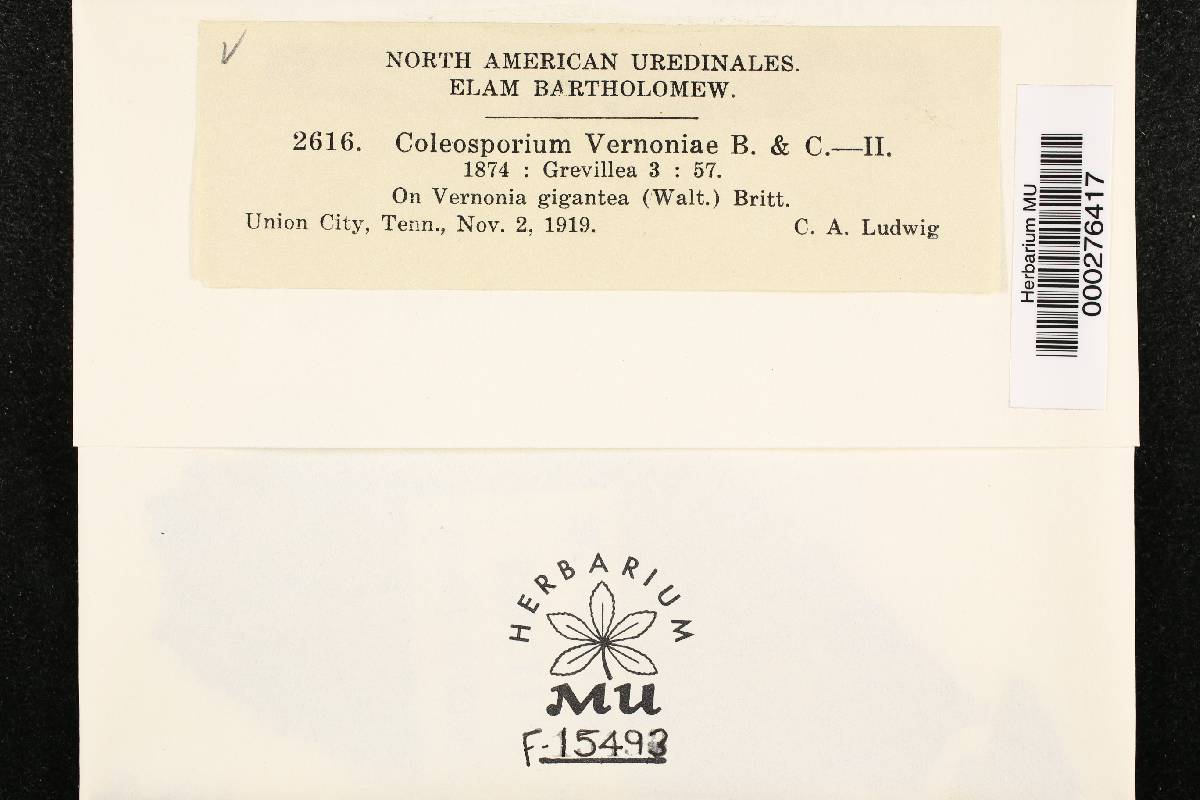 NORTH AMERICAN UREDINALES.
ELAM BARTHOLOMEW.
2616. Coleosporium Vernoniae B. & C.—II.
1874 : Grevillea 3 : 57.
On Vernonia gigantea (Walt.) Britt.
Union City, Tenn., Nov. 2, 1919. C. A. Ludwig
Herbarium MU
000276417
HERBARIUM
MU
F-15493